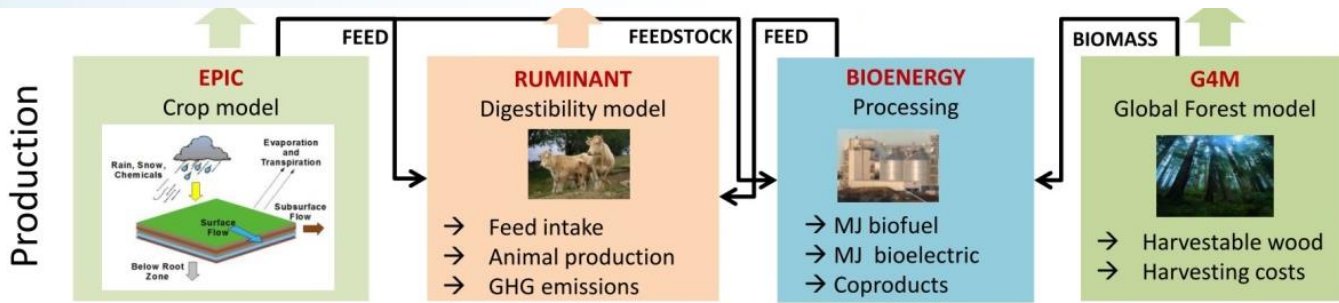 Production
FEED
FEEDSTOCK
FEED
BIOMASS
EPIC
Crop model
Rain, Snow,
Chemicals
Evaporation
and
Transpiration
Subsurface
Flow
Surface
Flow
Below Root
Zone
RUMINANT
Digestibility model
→ Feed intake
→ Animal production
→ GHG emissions
BIOENERGY
Processing
→ MJ biofuel
→ MJ bioelectric
→ Coproducts
G4M
Global Forest model
→ Harvestable wood
→ Harvesting costs